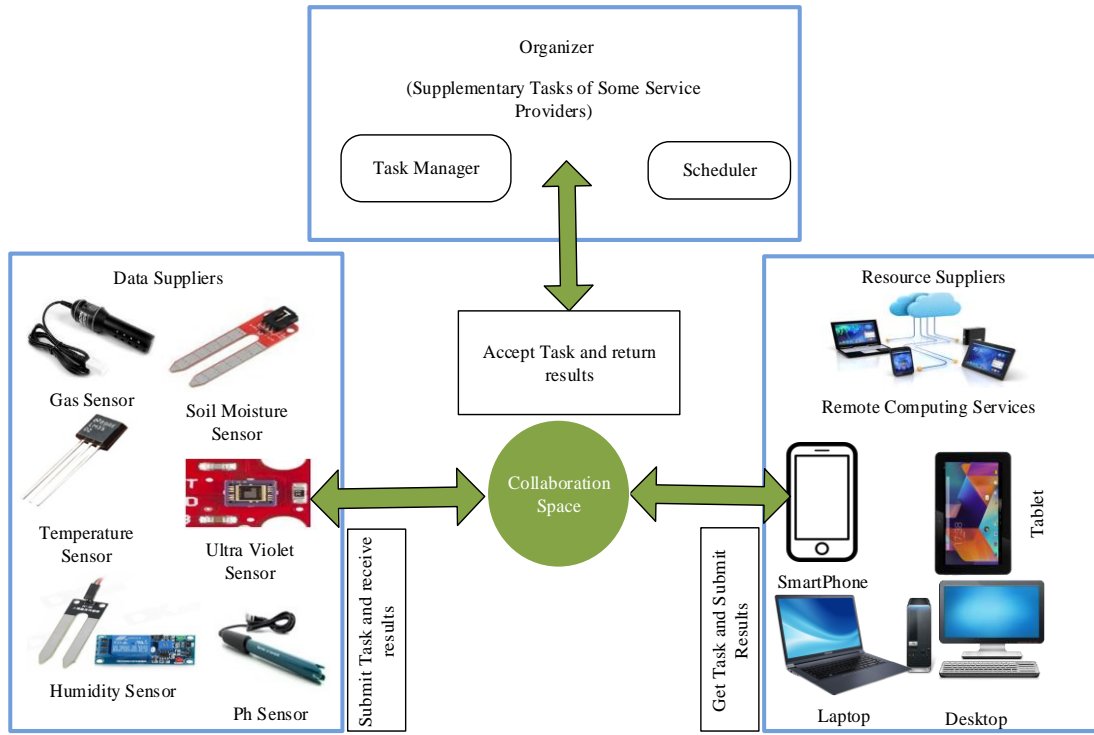 Organizer
(Supplementary Tasks of Some Service
Providers)
Task Manager
Scheduler
Accept Task and return
results
Data Suppliers
Gas Sensor
Soil Moisture
Sensor
Temperature
Sensor
Ultra Violet
Sensor
Humidity Sensor
Ph Sensor
Submit Task and receive
results
Collaboration
Space
Get Task and Submit
Results
Resource Suppliers
Remote Computing Services
SmartPhone
Tablet
Laptop
Desktop